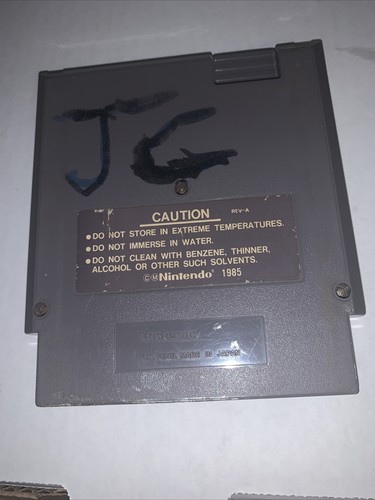 JG
CAUTION
REV-A
●DO NOT STORE IN EXTREME TEMPERATURES.
●DO NOT IMMERSE IN WATER.
●DO NOT CLEAN WITH BENZENE, THINNER,
ALCOHOL OR OTHER SUCH SOLVENTS.
©ⓂNintendo® 1985
MADE IN JAPAN